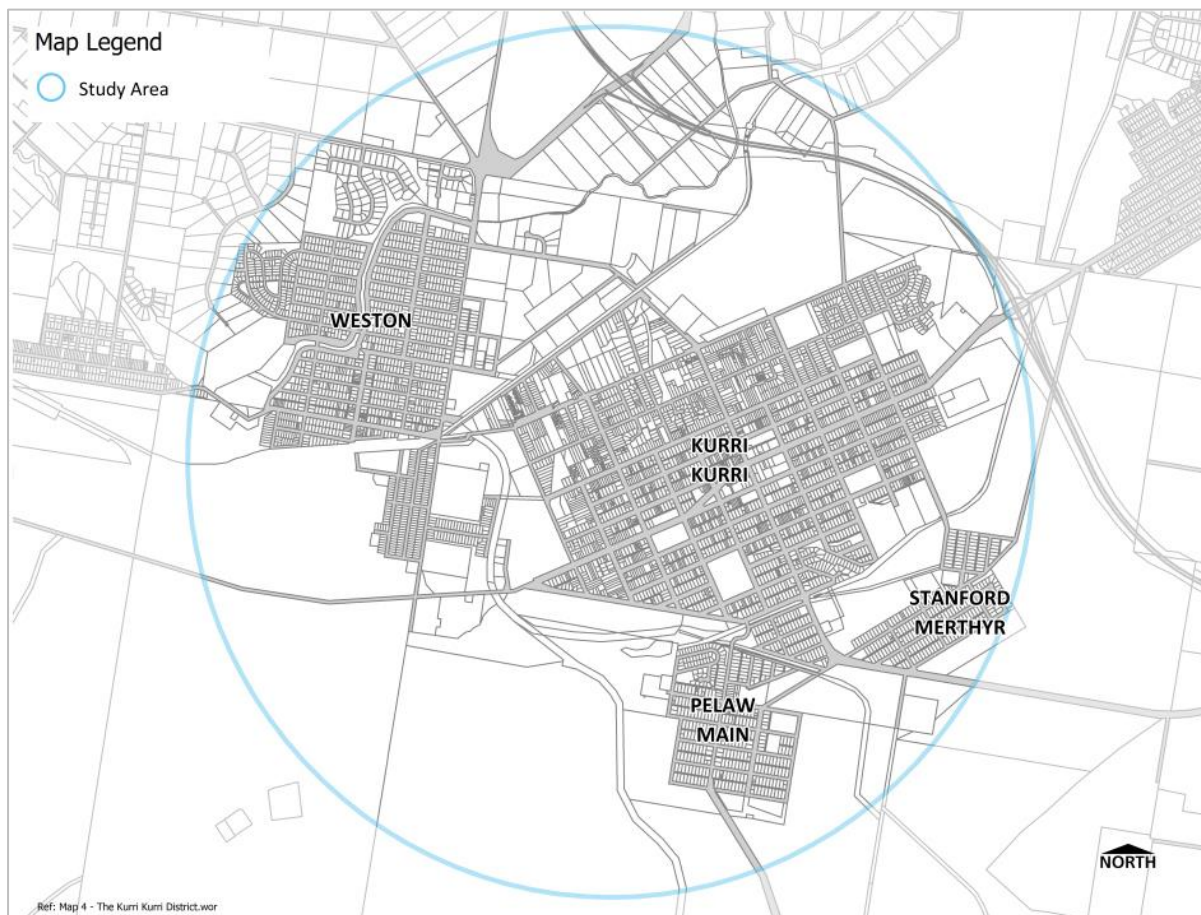 Map Legend
Study Area
WESTON
KURRI
KURRI
STANFORD
MERTHYR
PELAW
MAIN
NORTH
Ref: Map 4 - The Kurri Kurri District.wor